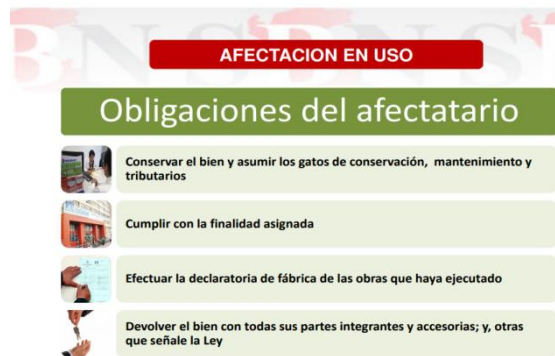 AFECTACION EN USO
Obligaciones del afectatario
Conservar el bien y asumir los gatos de conservación, mantenimiento y
tributarios
Cumplir con la finalidad asignada
Efectuar la declaratoria de fábrica de las obras que haya ejecutado
Devolver el bien con todas sus partes integrantes y accesorias; y, otras
que señale la Ley